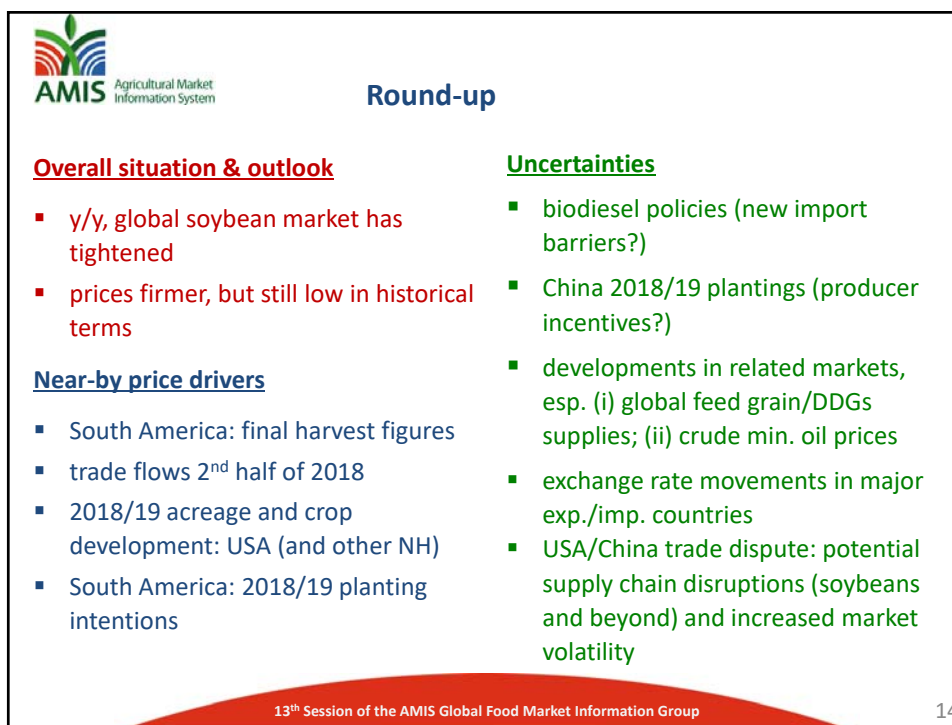 AMIS Agricultural Market
Information System
Round-up
Overall situation & outlook
▪ y/y, global soybean market has
tightened
▪ prices firmer, but still low in historical
terms
Near-by price drivers
▪ South America: final harvest figures
▪ trade flows 2nd half of 2018
▪ 2018/19 acreage and crop
development: USA (and other NH)
▪ South America: 2018/19 planting
intentions
Uncertainties
▪ biodiesel policies (new import
barriers?)
▪ China 2018/19 plantings (producer
incentives?)
▪ developments in related markets,
esp. (i) global feed grain/DDGs
supplies; (ii) crude min. oil prices
▪ exchange rate movements in major
exp./imp. countries
▪ USA/China trade dispute: potential
supply chain disruptions (soybeans
and beyond) and increased market
volatility
13th Session of the AMIS Global Food Market Information Group
14